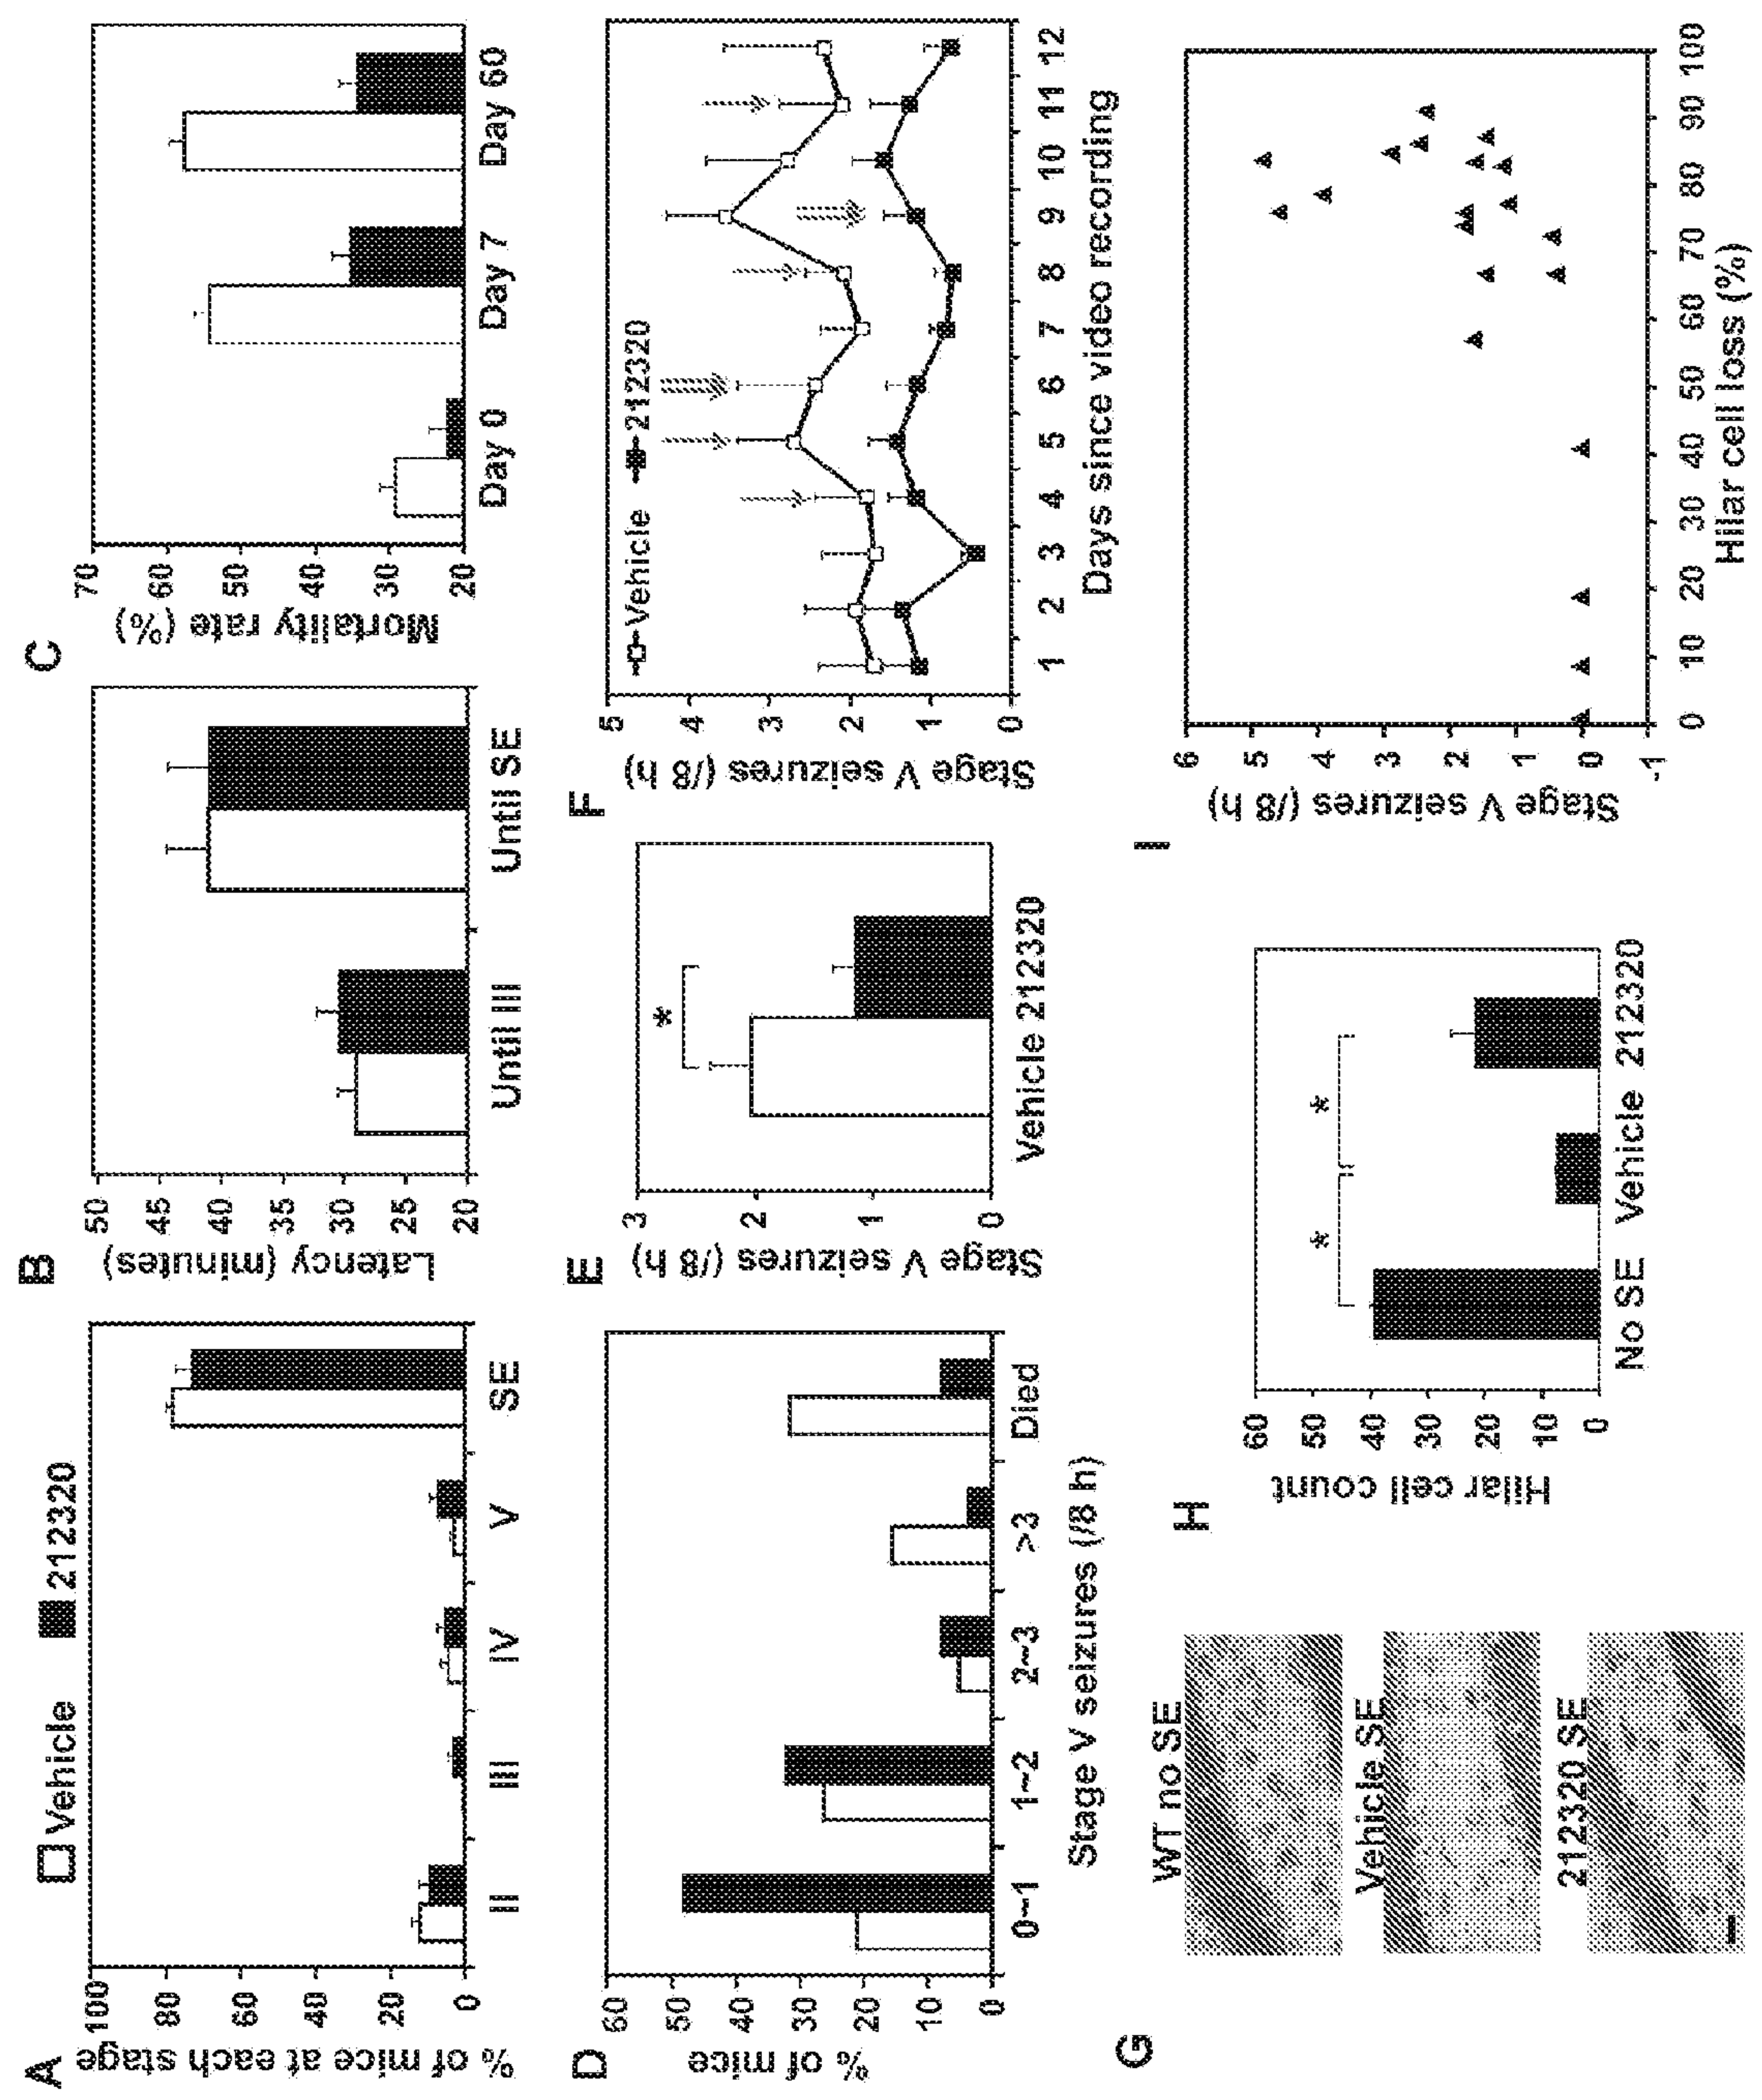 A
□ Vehicle ■ 212320
% of mice at each stage
100
80
60
40
20
0
II III IV V SE
B
Latency (minutes)
50
45
40
35
30
25
20
Until III Until SE
C
Mortality rate (%)
70
60
50
40
30
20
Day 0 Day 7 Day 60
D
% of mice
60
50
40
30
20
10
0
0~1 1~2 2~3 >3 Died
Stage V seizures (/8 h)
E
Stage V seizures (/8 h)
3
2
1
0
*
Vehicle 212320
F
Stage V seizures (/8 h)
5
4
3
2
1
0
Vehicle 212320
1 2 3 4 5 6 7 8 9 10 11 12
Days since video recording
G
WT no SE
Vehicle SE
212320 SE
H
Hilar cell count
60
50
40
30
20
10
0
* *
No SE Vehicle 212320
I
Stage V seizures (/8 h)
6
5
4
3
2
1
0
-1
0 10 20 30 40 50 60 70 80 90 100
Hilar cell loss (%)